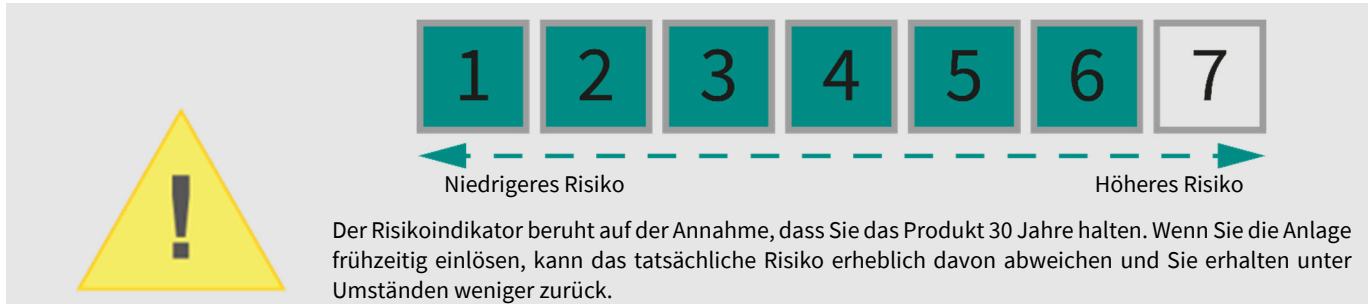 1 2 3 4 5 6 7
Niedrigeres Risiko Höheres Risiko
!
Der Risikoindikator beruht auf der Annahme, dass Sie das Produkt 30 Jahre halten. Wenn Sie die Anlage
frühzeitig einlösen, kann das tatsächliche Risiko erheblich davon abweichen und Sie erhalten unter
Umständen weniger zurück.